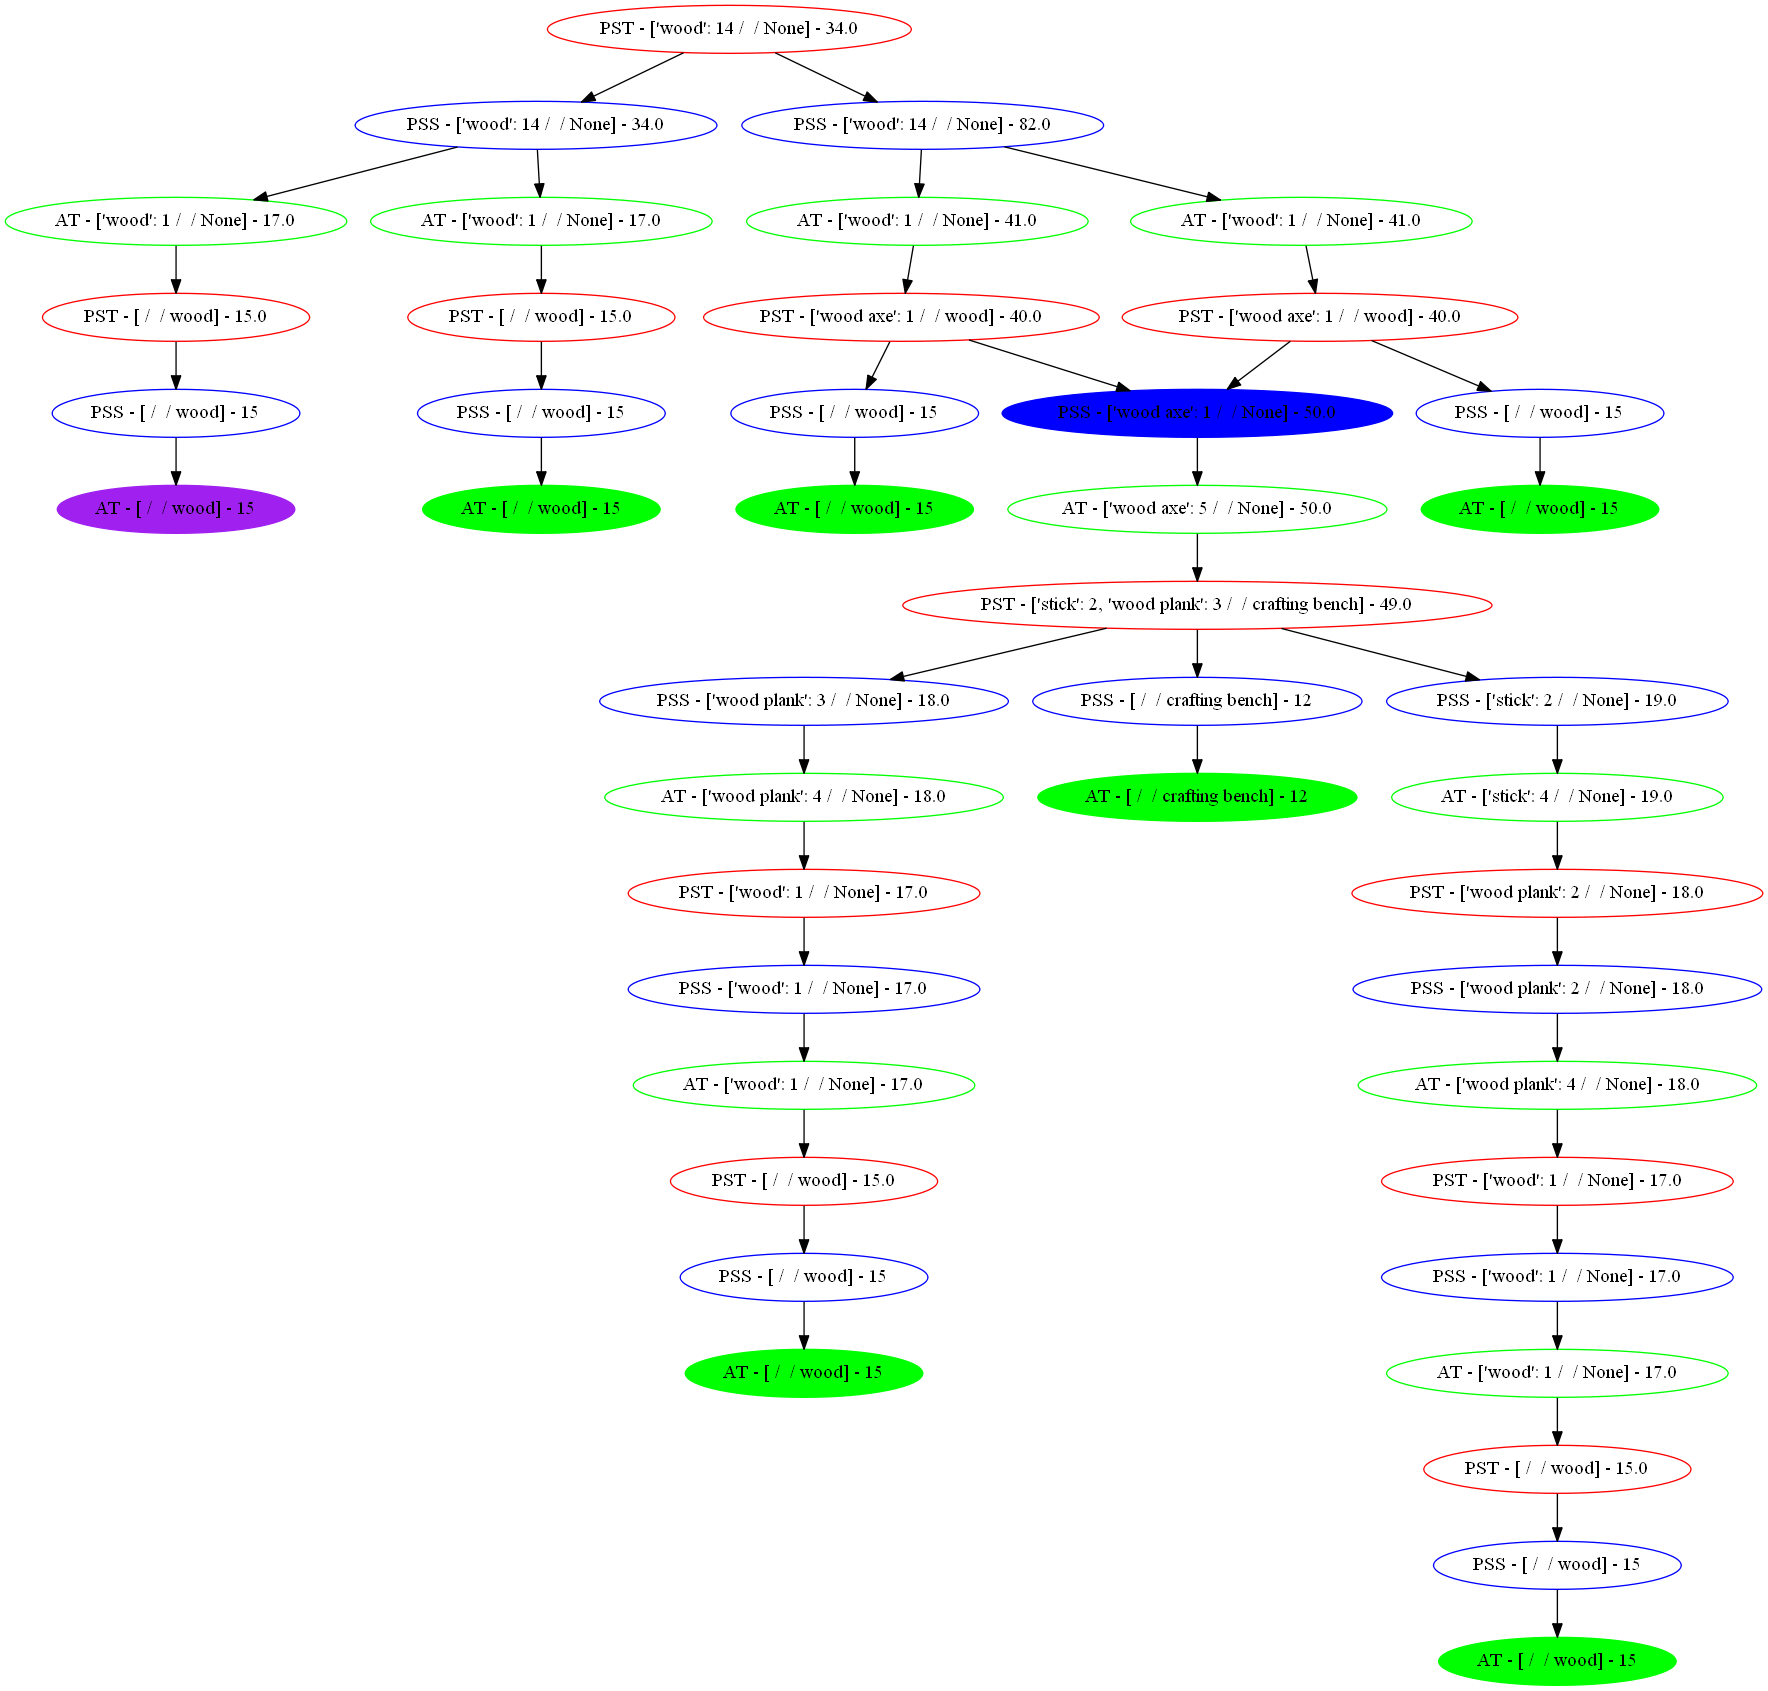 PST - ['wood': 14 /  / None] - 34.0
PSS - ['wood': 14 /  / None] - 34.0
PSS - ['wood': 14 /  / None] - 82.0
AT - ['wood': 1 /  / None] - 17.0
AT - ['wood': 1 /  / None] - 17.0
AT - ['wood': 1 /  / None] - 41.0
AT - ['wood': 1 /  / None] - 41.0
PST - [ /  / wood] - 15.0
PST - [ /  / wood] - 15.0
PST - ['wood axe': 1 /  / wood] - 40.0
PST - ['wood axe': 1 /  / wood] - 40.0
PSS - [ /  / wood] - 15
PSS - [ /  / wood] - 15
PSS - [ /  / wood] - 15
PSS - ['wood axe': 1 /  / None] - 50.0
PSS - [ /  / wood] - 15
AT - [ /  / wood] - 15
AT - [ /  / wood] - 15
AT - [ /  / wood] - 15
AT - ['wood axe': 5 /  / None] - 50.0
AT - [ /  / wood] - 15
PST - ['stick': 2, 'wood plank': 3 /  / crafting bench] - 49.0
PSS - ['wood plank': 3 /  / None] - 18.0
PSS - [ /  / crafting bench] - 12
PSS - ['stick': 2 /  / None] - 19.0
AT - ['wood plank': 4 /  / None] - 18.0
AT - [ /  / crafting bench] - 12
AT - ['stick': 4 /  / None] - 19.0
PST - ['wood': 1 /  / None] - 17.0
PST - ['wood plank': 2 /  / None] - 18.0
PSS - ['wood': 1 /  / None] - 17.0
PSS - ['wood plank': 2 /  / None] - 18.0
AT - ['wood': 1 /  / None] - 17.0
AT - ['wood plank': 4 /  / None] - 18.0
PST - [ /  / wood] - 15.0
PST - ['wood': 1 /  / None] - 17.0
PSS - [ /  / wood] - 15
PSS - ['wood': 1 /  / None] - 17.0
AT - [ /  / wood] - 15
AT - ['wood': 1 /  / None] - 17.0
PST - [ /  / wood] - 15.0
PSS - [ /  / wood] - 15
AT - [ /  / wood] - 15